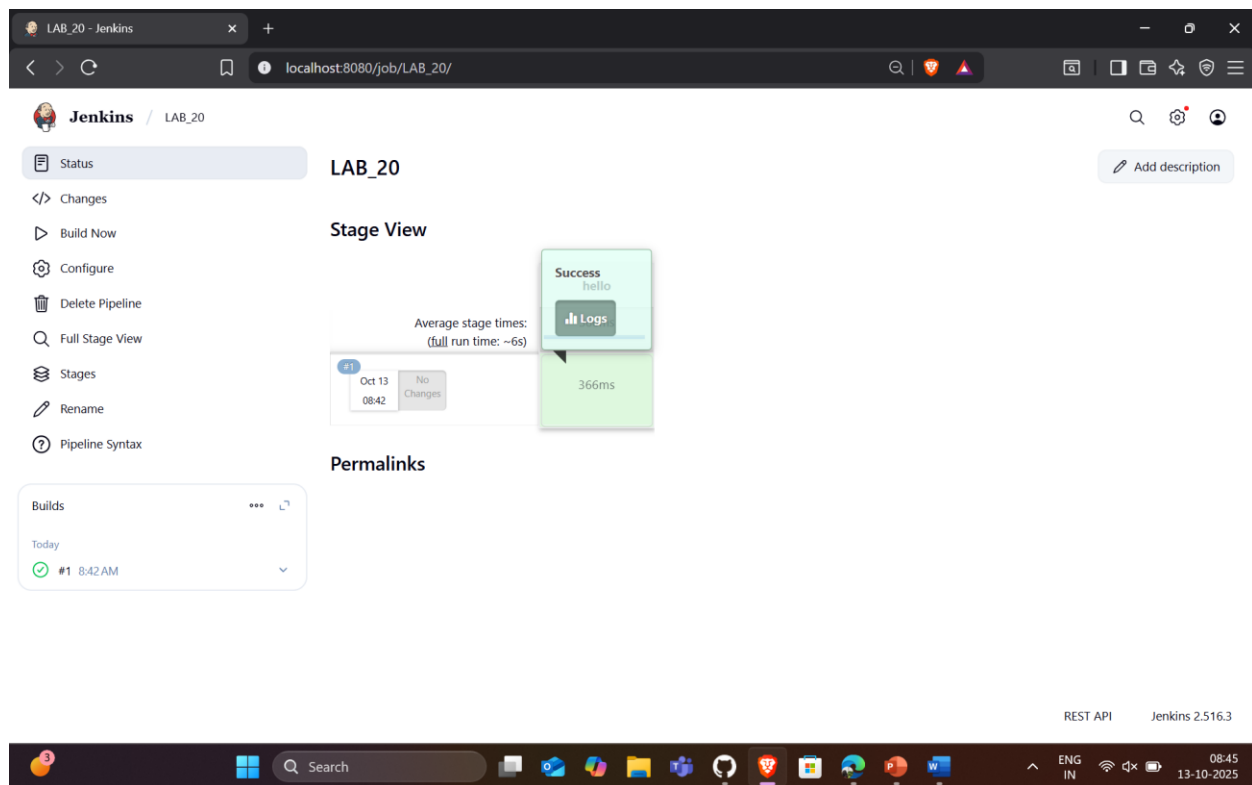 LAB_20 - Jenkins
localhost:8080/job/LAB_20/
Jenkins / LAB_20
Status
Changes
Build Now
Configure
Delete Pipeline
Full Stage View
Stages
Rename
Pipeline Syntax
Builds
Today
#1 8:42 AM
LAB_20
Add description
Stage View
Success
hello
Logs
Average stage times:
(full run time: ~6s)
#1
Oct 13
08:42
No
Changes
366ms
Permalinks
REST API Jenkins 2.516.3
3
Search
ENG
IN
08:45
13-10-2025